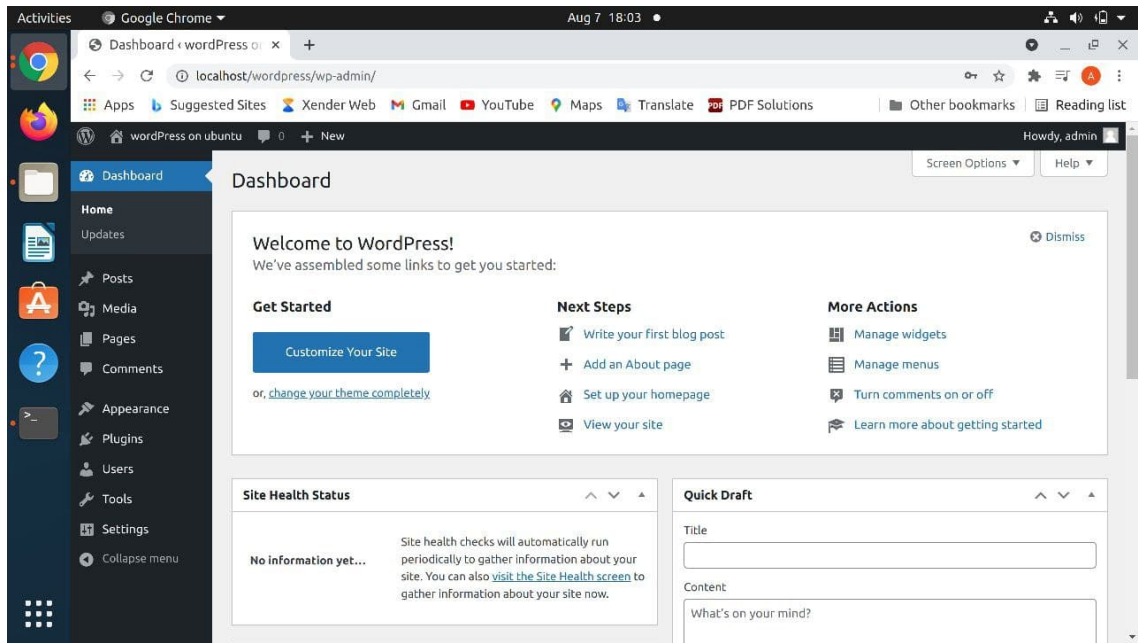 Activities Google Chrome Aug 7 18:03
Dashboard ‹ wordPress o
localhost/wordpress/wp-admin/
Apps Suggested Sites Xender Web Gmail YouTube Maps Translate PDF Solutions Other bookmarks Reading list
wordPress on ubuntu 0 New Howdy, admin
Screen Options Help
Dashboard
Home
Updates
Posts
Media
Pages
Comments
Appearance
Plugins
Users
Tools
Settings
Collapse menu
Dashboard
Welcome to WordPress!
Dismiss
We've assembled some links to get you started:
Get Started
Customize Your Site
or, change your theme completely
Next Steps
Write your first blog post
Add an About page
Set up your homepage
View your site
More Actions
Manage widgets
Manage menus
Turn comments on or off
Learn more about getting started
Site Health Status
No information yet...
Site health checks will automatically run
periodically to gather information about your
site. You can also visit the Site Health screen to
gather information about your site now.
Quick Draft
Title
Content
What's on your mind?